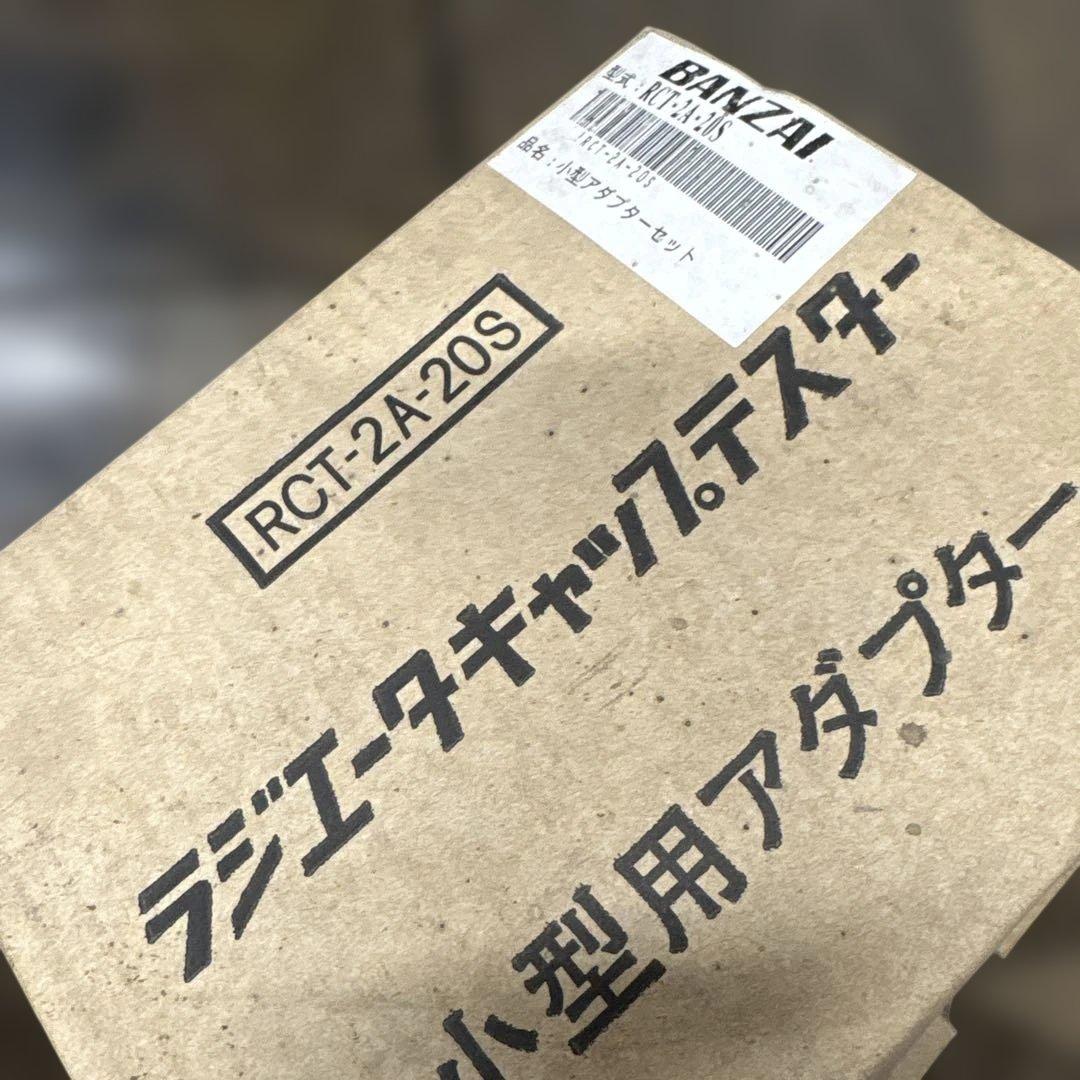 BANZAI
型式：RCT-2A-20S
1RCT-2A-20S
品名：小型アダプターセット
RCT-2A-20S
ラジエータキャップテスター
小型用アダプター